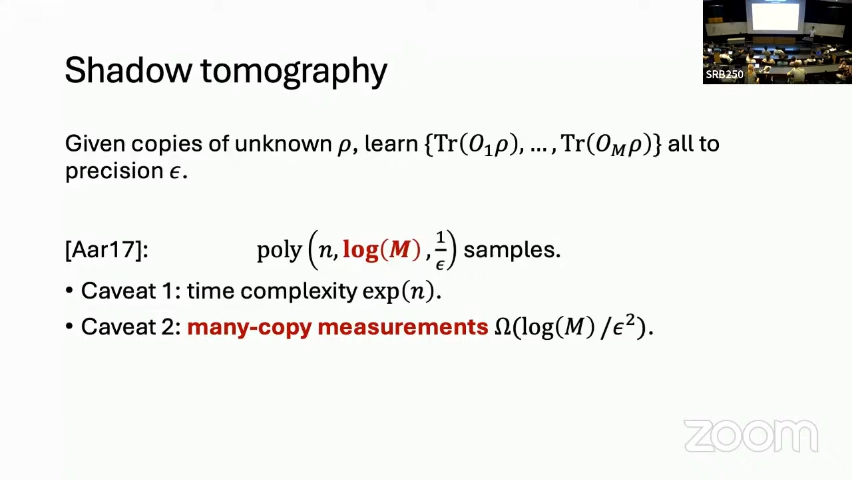 SRB250
Shadow tomography
Given copies of unknown ρ, learn {Tr(O₁ρ), … , Tr(O_Mρ)} all to
precision ϵ.
[Aar17]: poly(n, log(M), 1/ϵ) samples.
• Caveat 1: time complexity exp(n).
• Caveat 2: many-copy measurements Ω(log(M) /ϵ²).
zoom